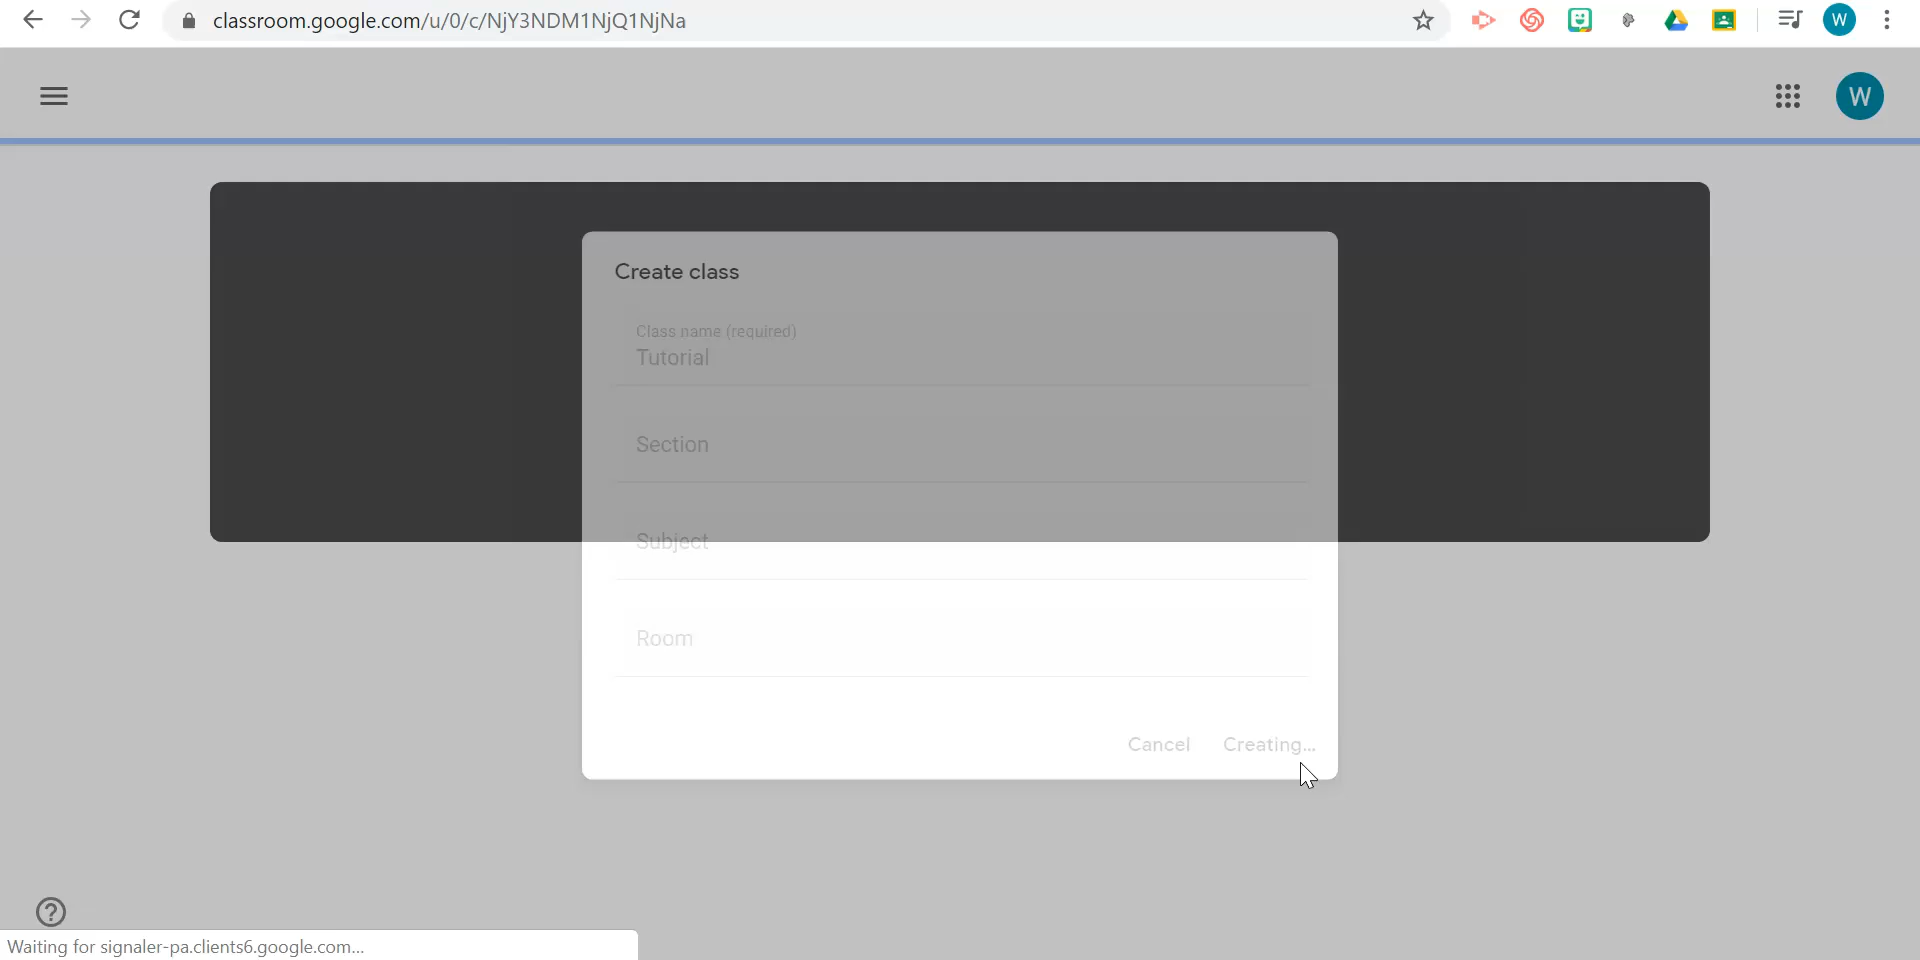 classroom.google.com/u/0/c/NjY3NDM1NjQ1NjNa
W
W
Create class
Class name (required)
Tutorial
Section
Subject
Room
Cancel
Creating...
Waiting for signaler-pa.clients6.google.com...